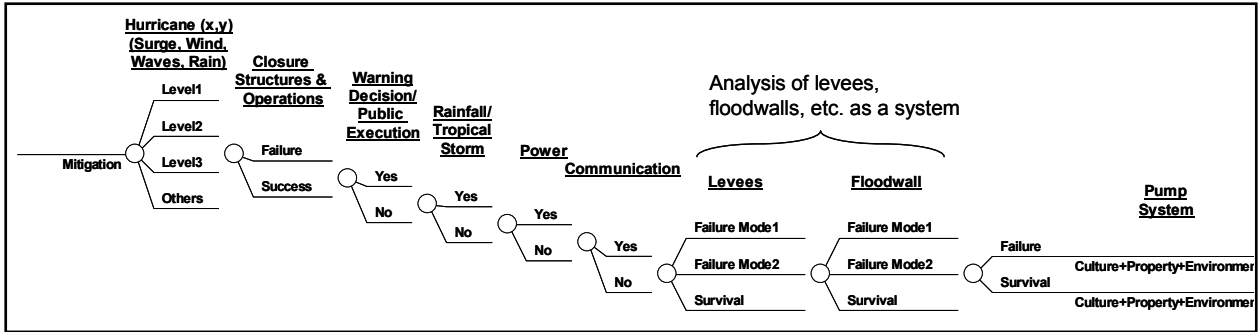 Hurricane (x,y)
(Surge, Wind,
Waves, Rain)
Closure
Structures &
Operations
Warning
Decision/
Public
Execution
Rainfall/
Tropical
Storm
Power
Communication
Analysis of levees,
floodwalls, etc. as a system
Levees
Floodwall
Pump
System
Mitigation
Level1
Level2
Level3
Others
Failure
Success
Yes
No
Yes
No
Yes
No
Yes
No
Failure Mode1
Failure Mode2
Survival
Failure Mode1
Failure Mode2
Survival
Failure
Culture+Property+Environmen
Survival
Culture+Property+Environmen